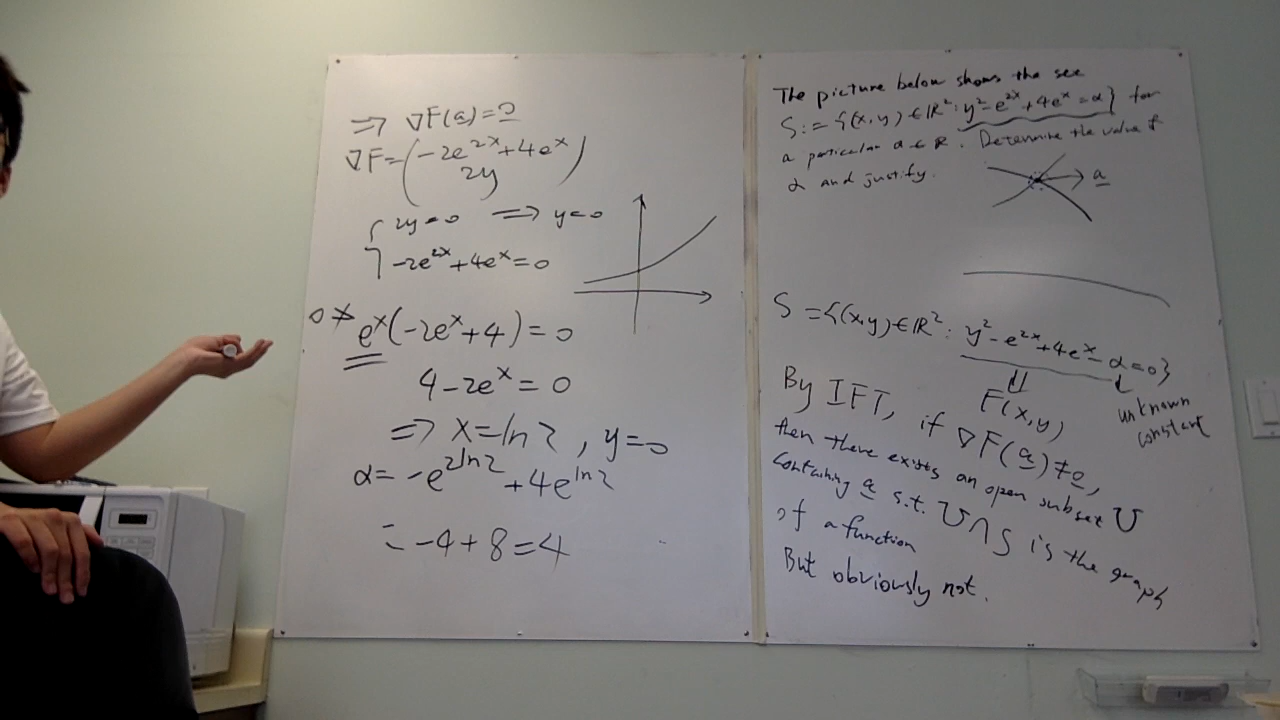 The picture below shows the set
S := {(x,y) ∈ ℝ² : y² - e^{2x} + 4e^x = α} for
a particular α ∈ ℝ. Determine the value of
α and justify.
a
S = {(x,y) ∈ ℝ² : y² - e^{2x} + 4e^x - α = 0}
F(x,y)
unknown
constant
By IFT, if ∇F(a) ≠ 0,
then there exists an open subset U
containing a s.t. U ∩ S is the graph
of a function
But obviously not.
⇒ ∇F(a) = 0
∇F = (-2e^{2x} + 4e^x
2y)
{ 2y = 0 ⇒ y = 0
-2e^{2x} + 4e^x = 0
0 ≠ e^x(-2e^x + 4) = 0
4 - 2e^x = 0
⇒ x = ln 2, y = 0
α = -e^{2ln2} + 4e^{ln2}
= -4 + 8 = 4